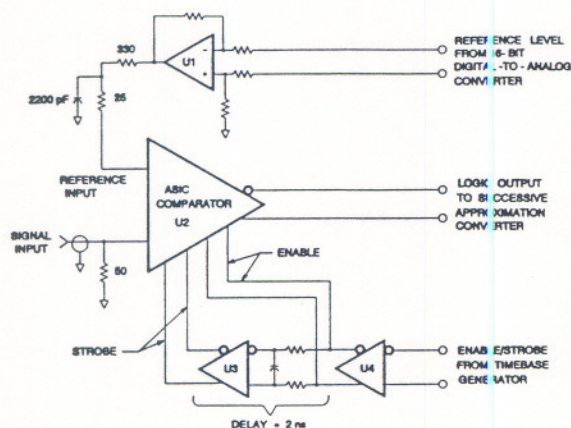 REFERENCE LEVEL
FROM 16-BIT
DIGITAL-TO-ANALOG
CONVERTER
330
U1
2200 pF
25
REFERENCE
INPUT
ASIC
COMPARATOR
U2
LOGIC OUTPUT
TO SUCCESSIVE
APPROXIMATION
CONVERTER
SIGNAL
INPUT
50
ENABLE
STROBE
U3
U4
ENABLE/STROBE
FROM TIMEBASE
GENERATOR
DELAY = 2 ns